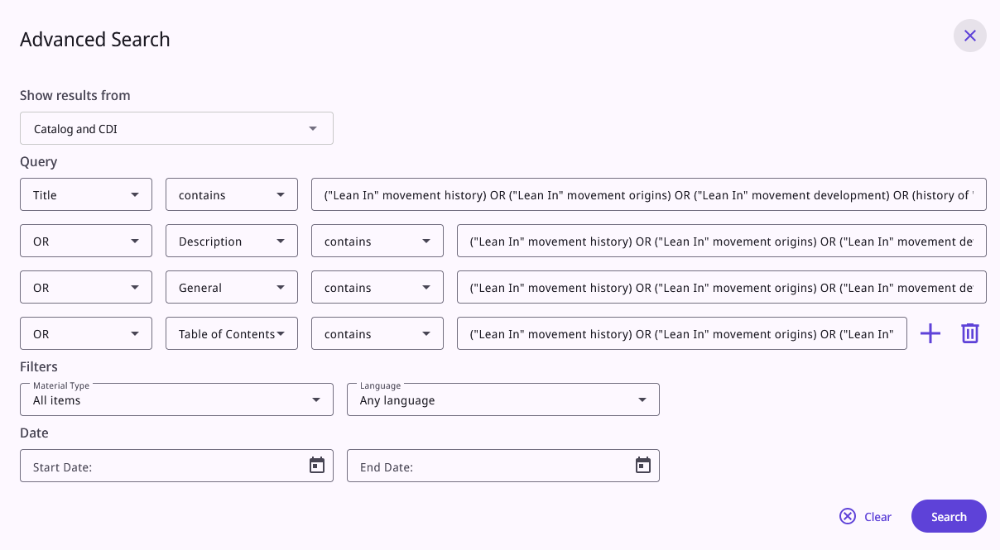 Advanced Search
Show results from
Catalog and CDI
Query
Title contains ("Lean In" movement history) OR ("Lean In" movement origins) OR ("Lean In" movement development) OR (history of "
OR Description contains ("Lean In" movement history) OR ("Lean In" movement origins) OR ("Lean In" movement de
OR General contains ("Lean In" movement history) OR ("Lean In" movement origins) OR ("Lean In" movement de
OR Table of Contents contains ("Lean In" movement history) OR ("Lean In" movement origins) OR ("Lean In"
Filters
Material Type Language
All items Any language
Date
Start Date: End Date:
Clear Search